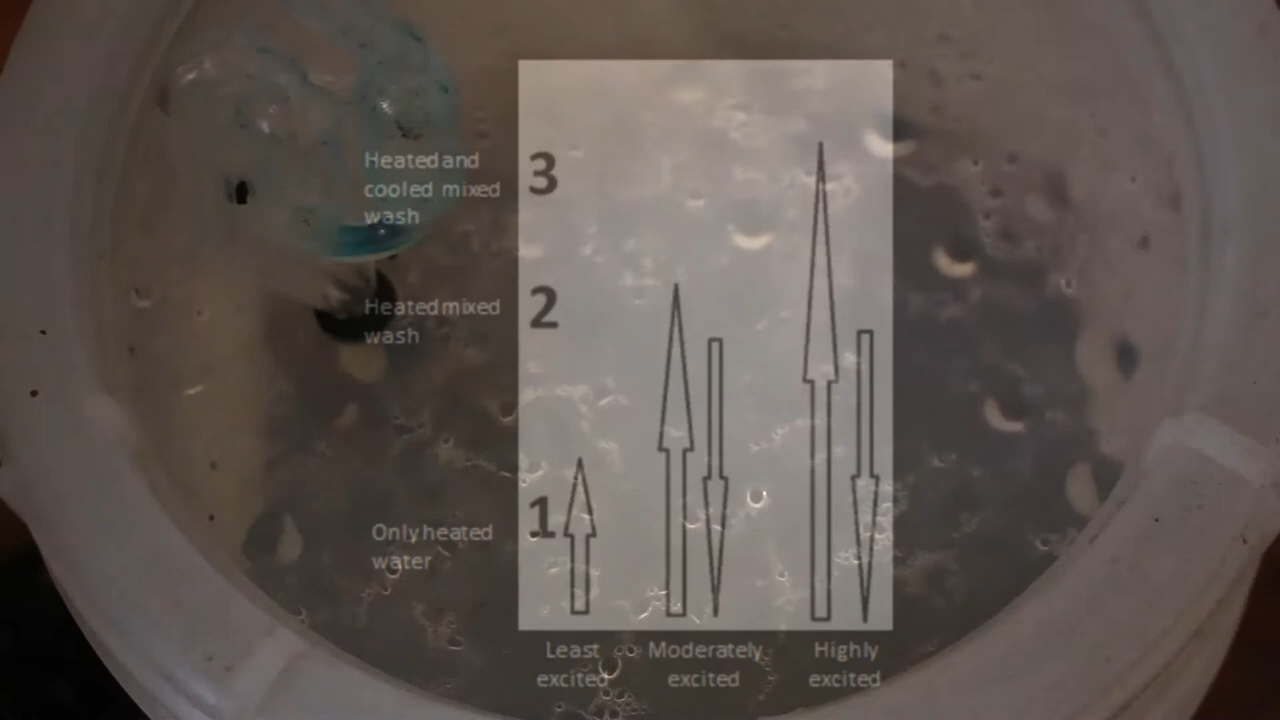 Heated and
cooled mixed
wash
3
Heated mixed
wash
2
Only heated
water
1
Least
excited
Moderately
excited
Highly
excited